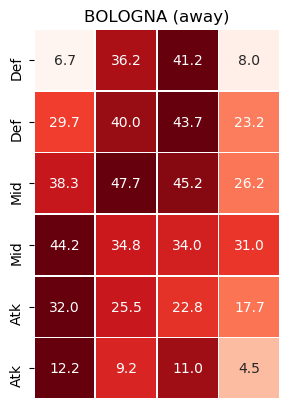 BOLOGNA (away)
Def 6.7 36.2 41.2 8.0
Def 29.7 40.0 43.7 23.2
Mid 38.3 47.7 45.2 26.2
Mid 44.2 34.8 34.0 31.0
Atk 32.0 25.5 22.8 17.7
Atk 12.2 9.2 11.0 4.5